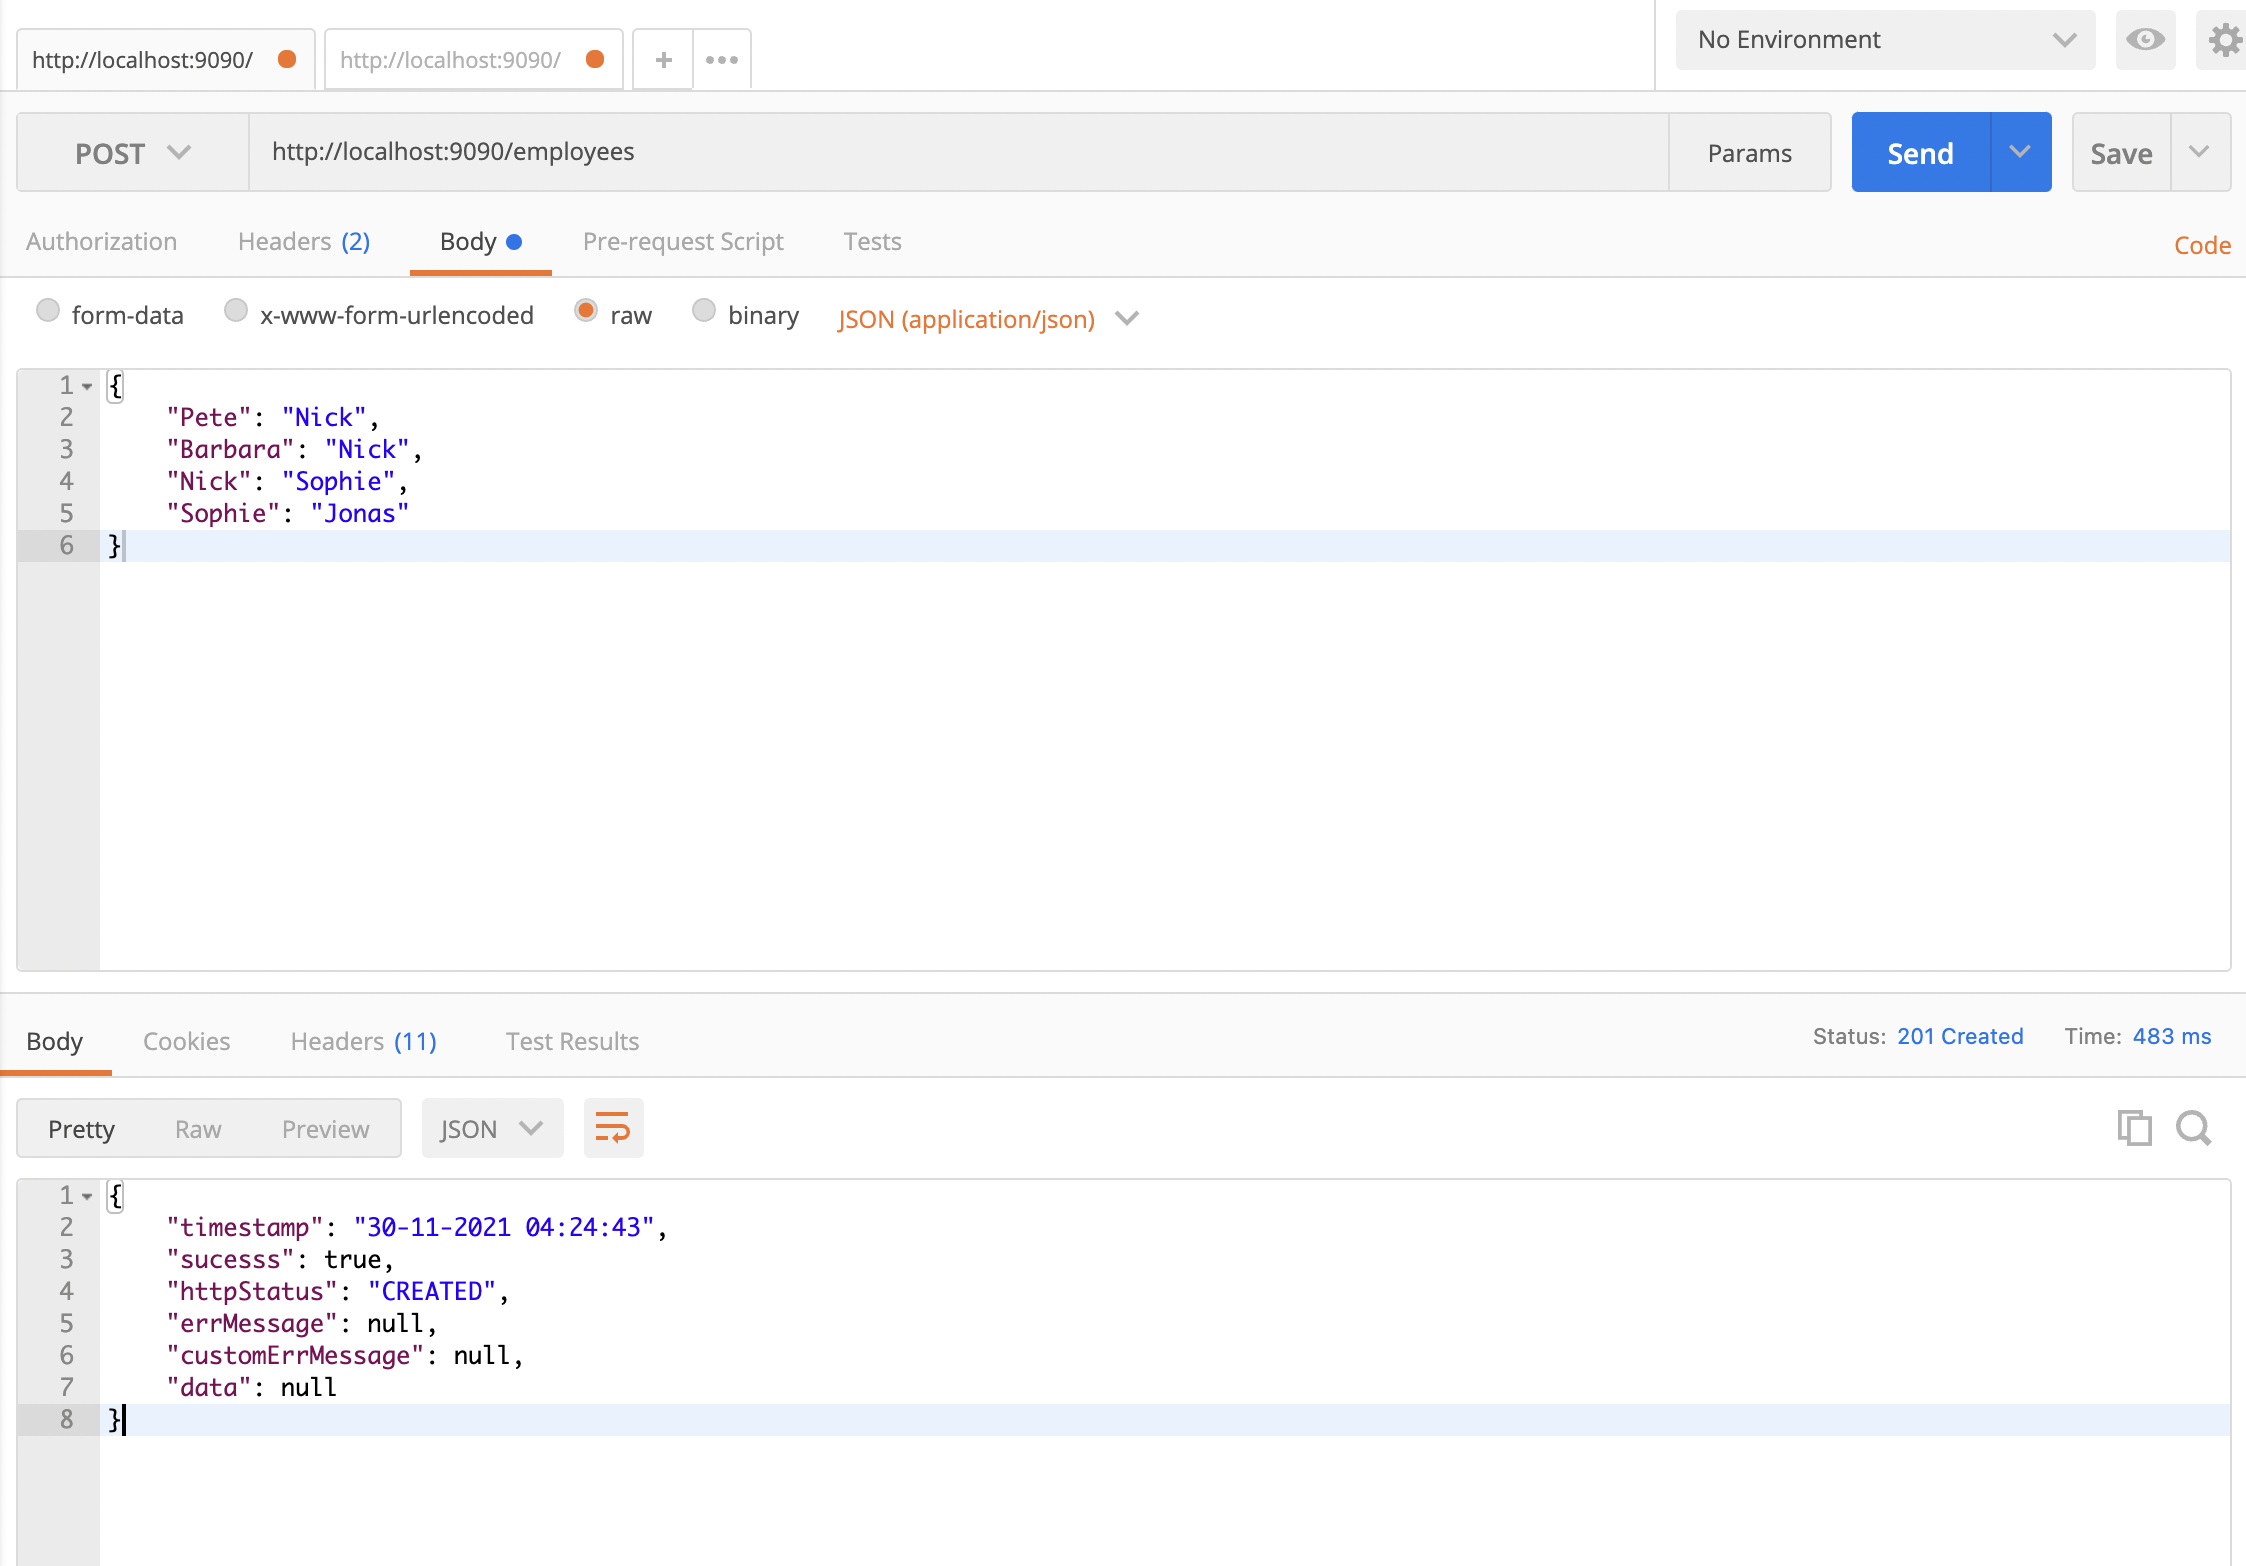 http://localhost:9090/ http://localhost:9090/ + ••• No Environment
POST http://localhost:9090/employees Params Send Save
Authorization Headers (2) Body Pre-request Script Tests Code
form-data x-www-form-urlencoded raw binary JSON (application/json)
1 {
2 "Pete": "Nick",
3 "Barbara": "Nick",
4 "Nick": "Sophie",
5 "Sophie": "Jonas"
6 }
Body Cookies Headers (11) Test Results Status: 201 Created Time: 483 ms
Pretty Raw Preview JSON
1 {
2 "timestamp": "30-11-2021 04:24:43",
3 "sucesss": true,
4 "httpStatus": "CREATED",
5 "errMessage": null,
6 "customErrMessage": null,
7 "data": null
8 }